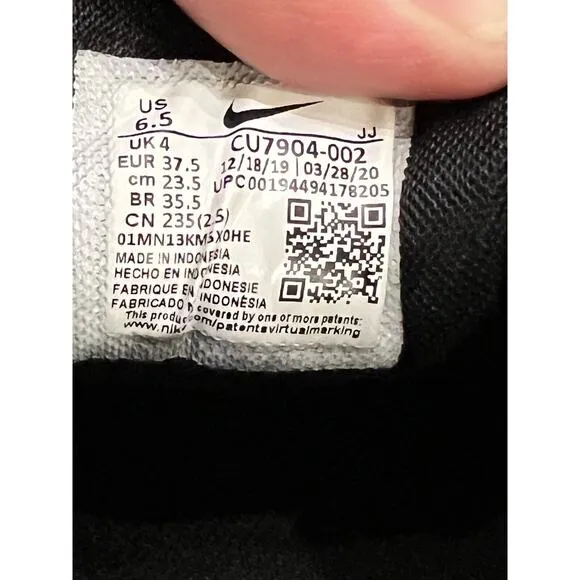 US
6.5
JJ
UK 4
CU7904-002
EUR 37.5
12/18/19 | 03/28/20
cm 23.5
UPC00194494178205
BR 35.5
CN 235(2.5)
MADE IN INDONESIA
HECHO EN INDONESIA
FABRIQUE EN INDONESIE
FABRICADO NA INDONÉSIA
This product covered by one or more patents:
www.nike.com/patentsvirtualmarking